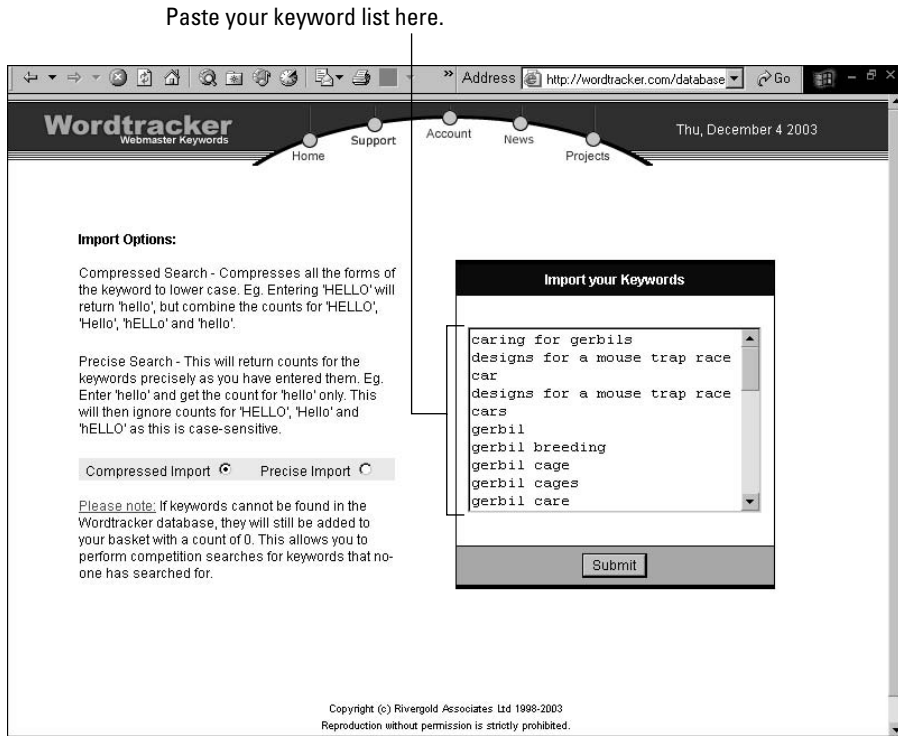 Paste your keyword list here.
» Address http://wordtracker.com/database Go
Wordtracker
Webmaster Keywords
Home
Support
Account
News
Projects
Thu, December 4 2003
Import Options:
Compressed Search - Compresses all the forms of
the keyword to lower case. Eg. Entering 'HELLO' will
return 'hello', but combine the counts for 'HELLO',
'Hello', 'hELLo' and 'hello'.
Precise Search - This will return counts for the
keywords precisely as you have entered them. Eg.
Enter 'hello' and get the count for 'hello' only. This
will then ignore counts for 'HELLO', 'Hello' and
'hELLO' as this is case-sensitive.
Compressed Import Precise Import
Please note: If keywords cannot be found in the
Wordtracker database, they will still be added to
your basket with a count of 0. This allows you to
perform competition searches for keywords that no-
one has searched for.
Import your Keywords
caring for gerbils
designs for a mouse trap race
car
designs for a mouse trap race
cars
gerbil
gerbil breeding
gerbil cage
gerbil cages
gerbil care
Submit
Copyright (c) Rivergold Associates Ltd 1998-2003
Reproduction without permission is strictly prohibited.